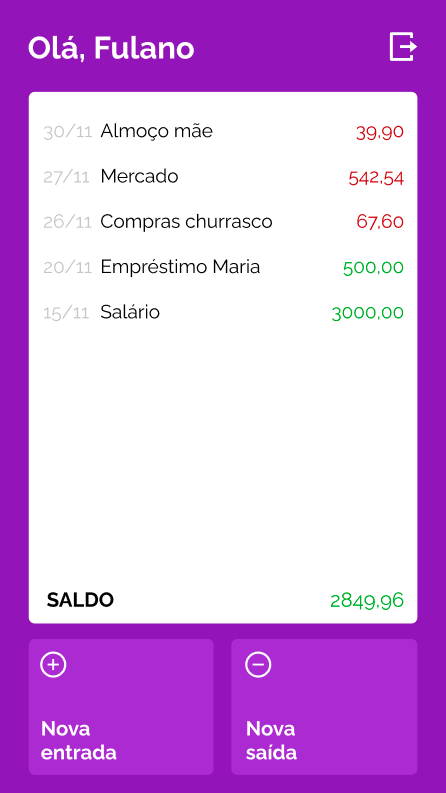 Olá, Fulano
30/11 Almoço mãe 39,90
27/11 Mercado 542,54
26/11 Compras churrasco 67,60
20/11 Empréstimo Maria 500,00
15/11 Salário 3000,00
SALDO 2849,96
Nova
entrada
Nova
saída